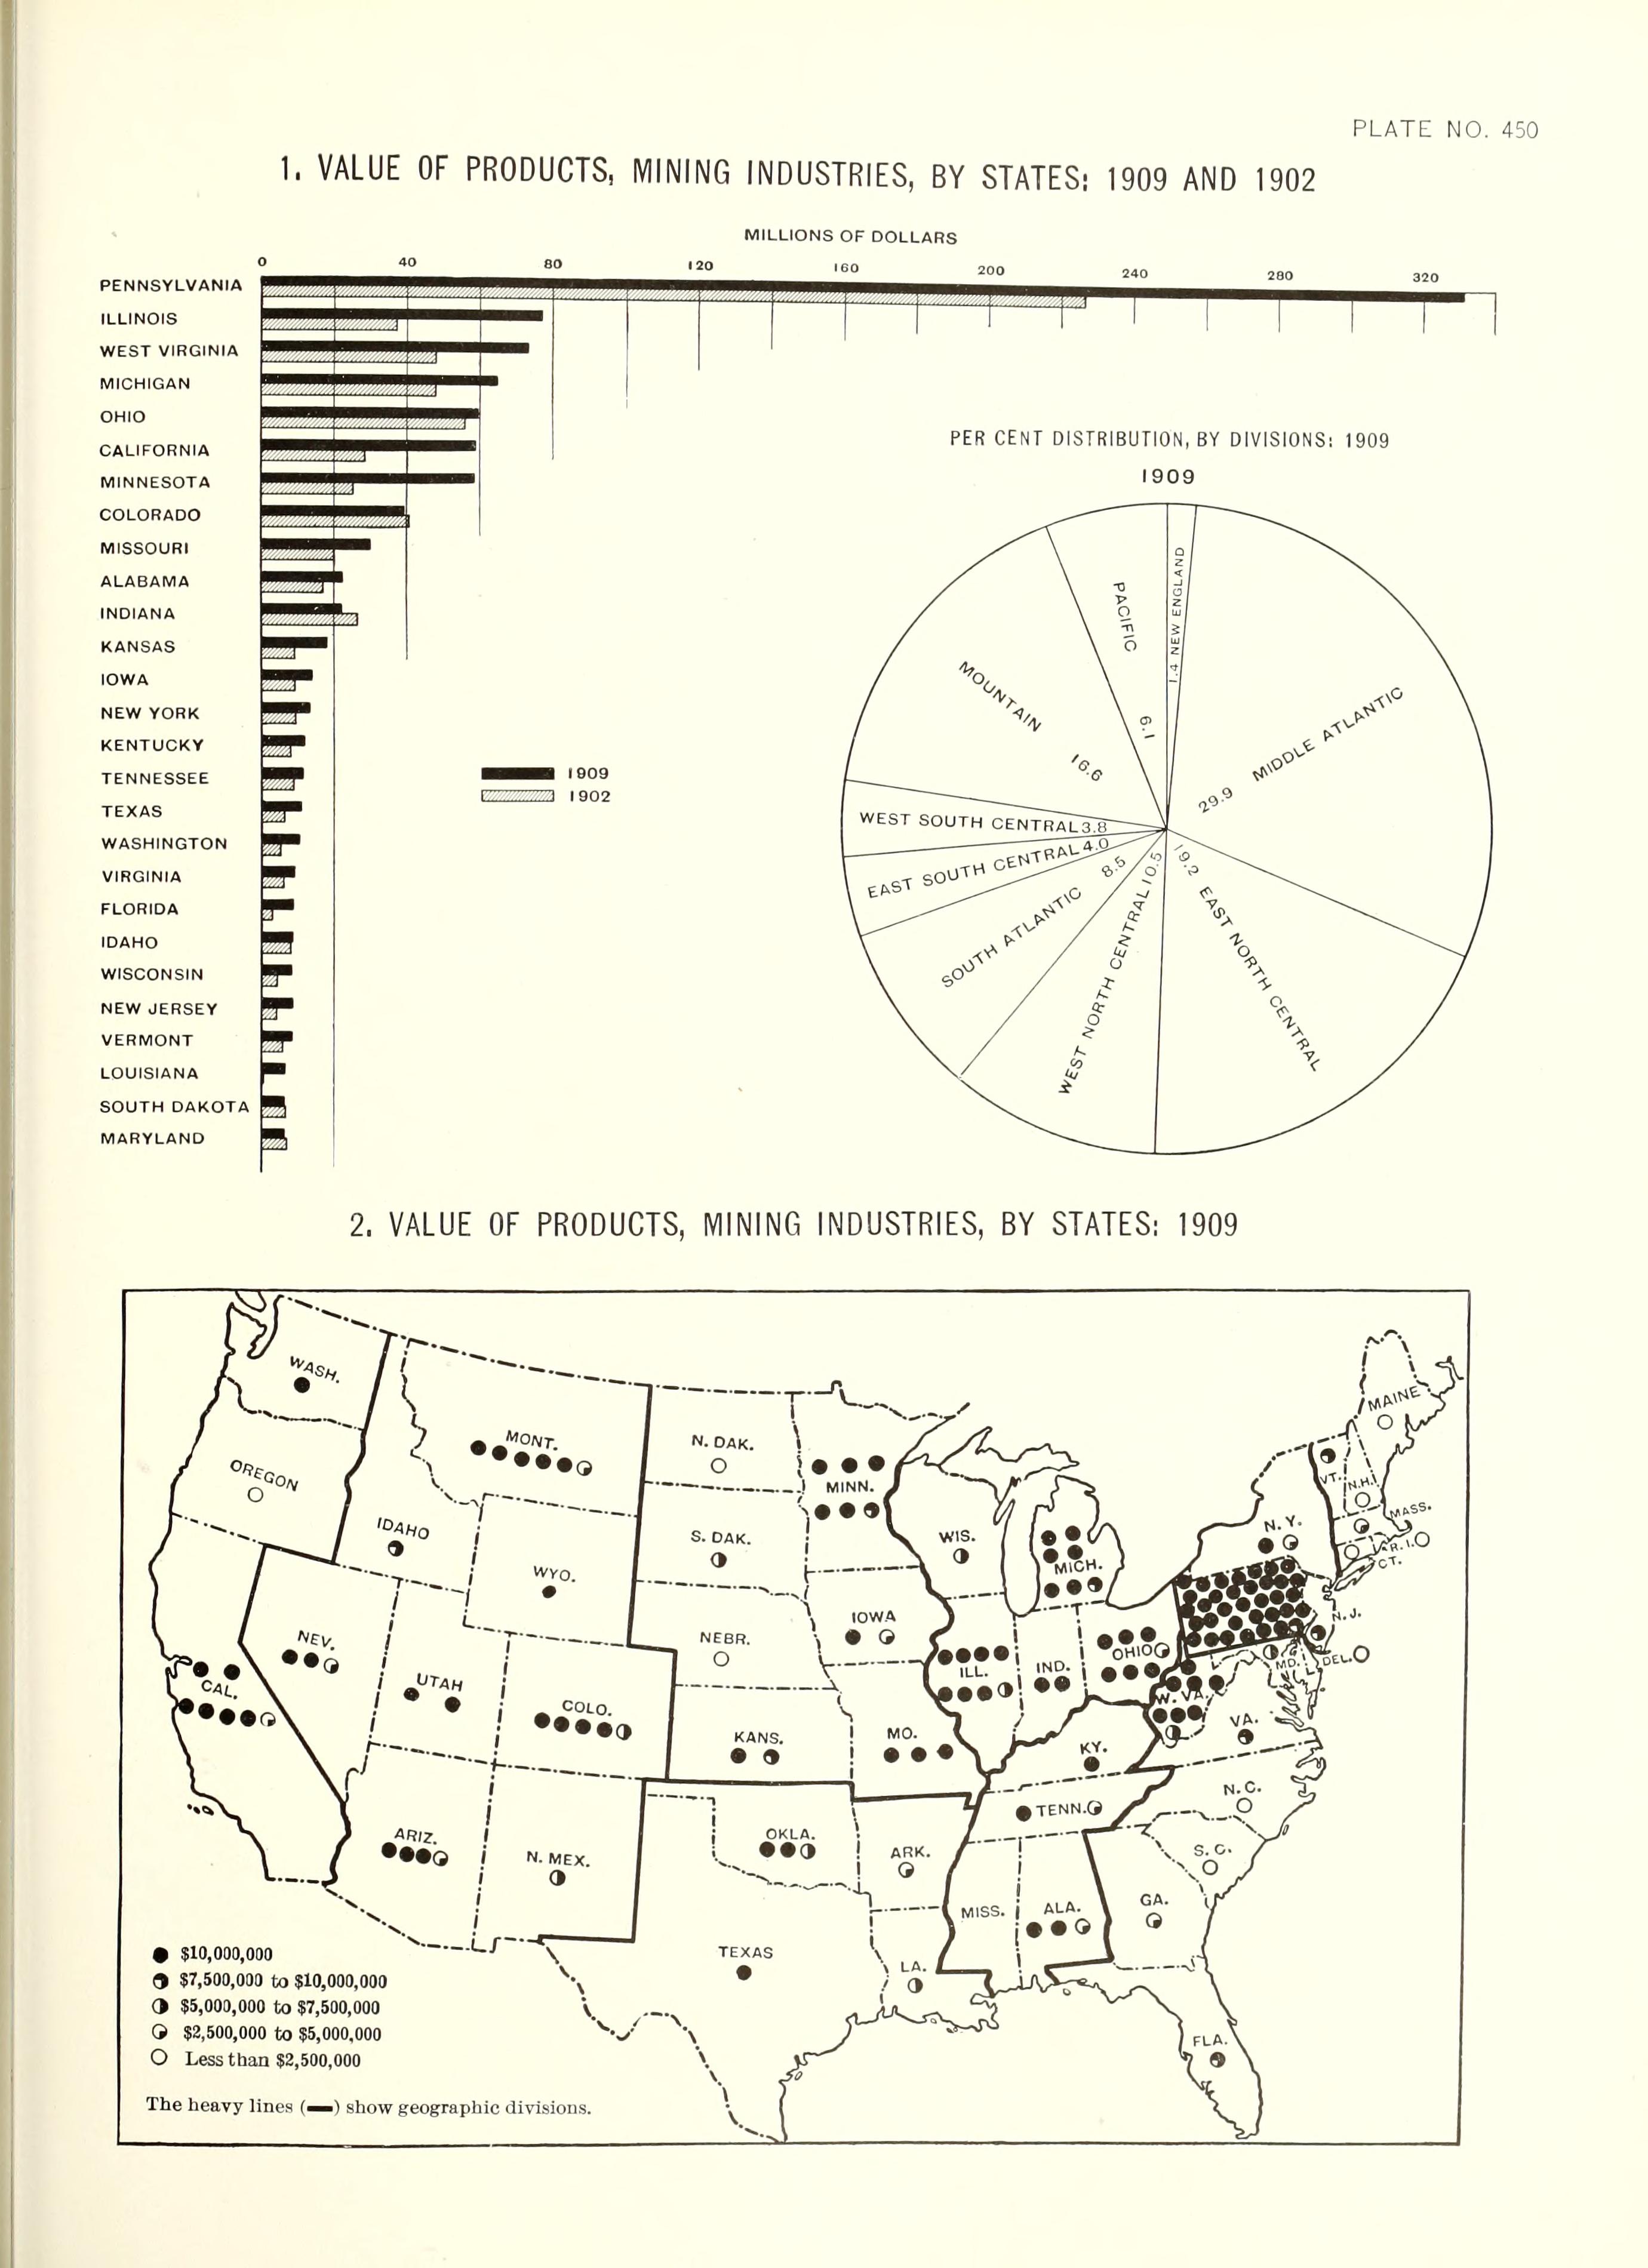 PLATE NO. 450
1. VALUE OF PRODUCTS, MINING INDUSTRIES, BY STATES: 1909 AND 1902
MILLIONS OF DOLLARS
0 40 80 120 160 200 240 280 320
PENNSYLVANIA
ILLINOIS
WEST VIRGINIA
MICHIGAN
OHIO
CALIFORNIA
MINNESOTA
COLORADO
MISSOURI
ALABAMA
INDIANA
KANSAS
IOWA
NEW YORK
KENTUCKY
TENNESSEE
TEXAS
WASHINGTON
VIRGINIA
FLORIDA
IDAHO
WISCONSIN
NEW JERSEY
VERMONT
LOUISIANA
SOUTH DAKOTA
MARYLAND
1909
1902
PER CENT DISTRIBUTION, BY DIVISIONS: 1909
1909
1.4 NEW ENGLAND
29.9 MIDDLE ATLANTIC
19.2 EAST NORTH CENTRAL
WEST NORTH CENTRAL 10.5
SOUTH ATLANTIC 8.5
EAST SOUTH CENTRAL 4.0
WEST SOUTH CENTRAL 3.8
MOUNTAIN 16.6
PACIFIC 6.1
2. VALUE OF PRODUCTS, MINING INDUSTRIES, BY STATES: 1909
WASH.
OREGON
CAL.
MONT.
IDAHO
WYO.
NEV.
UTAH
COLO.
ARIZ.
N. MEX.
N. DAK.
S. DAK.
NEBR.
KANS.
MINN.
IOWA
MO.
OKLA.
ARK.
TEXAS
LA.
WIS.
MICH.
ILL.
IND.
OHIO
KY.
TENN.
MISS.
ALA.
MAINE
VT.
N.H.
MASS.
R.I.
CT.
N.Y.
N.J.
DEL.
MD.
W. VA.
VA.
N.C.
S.C.
GA.
FLA.
$10,000,000
$7,500,000 to $10,000,000
$5,000,000 to $7,500,000
$2,500,000 to $5,000,000
Less than $2,500,000
The heavy lines (▬) show geographic divisions.